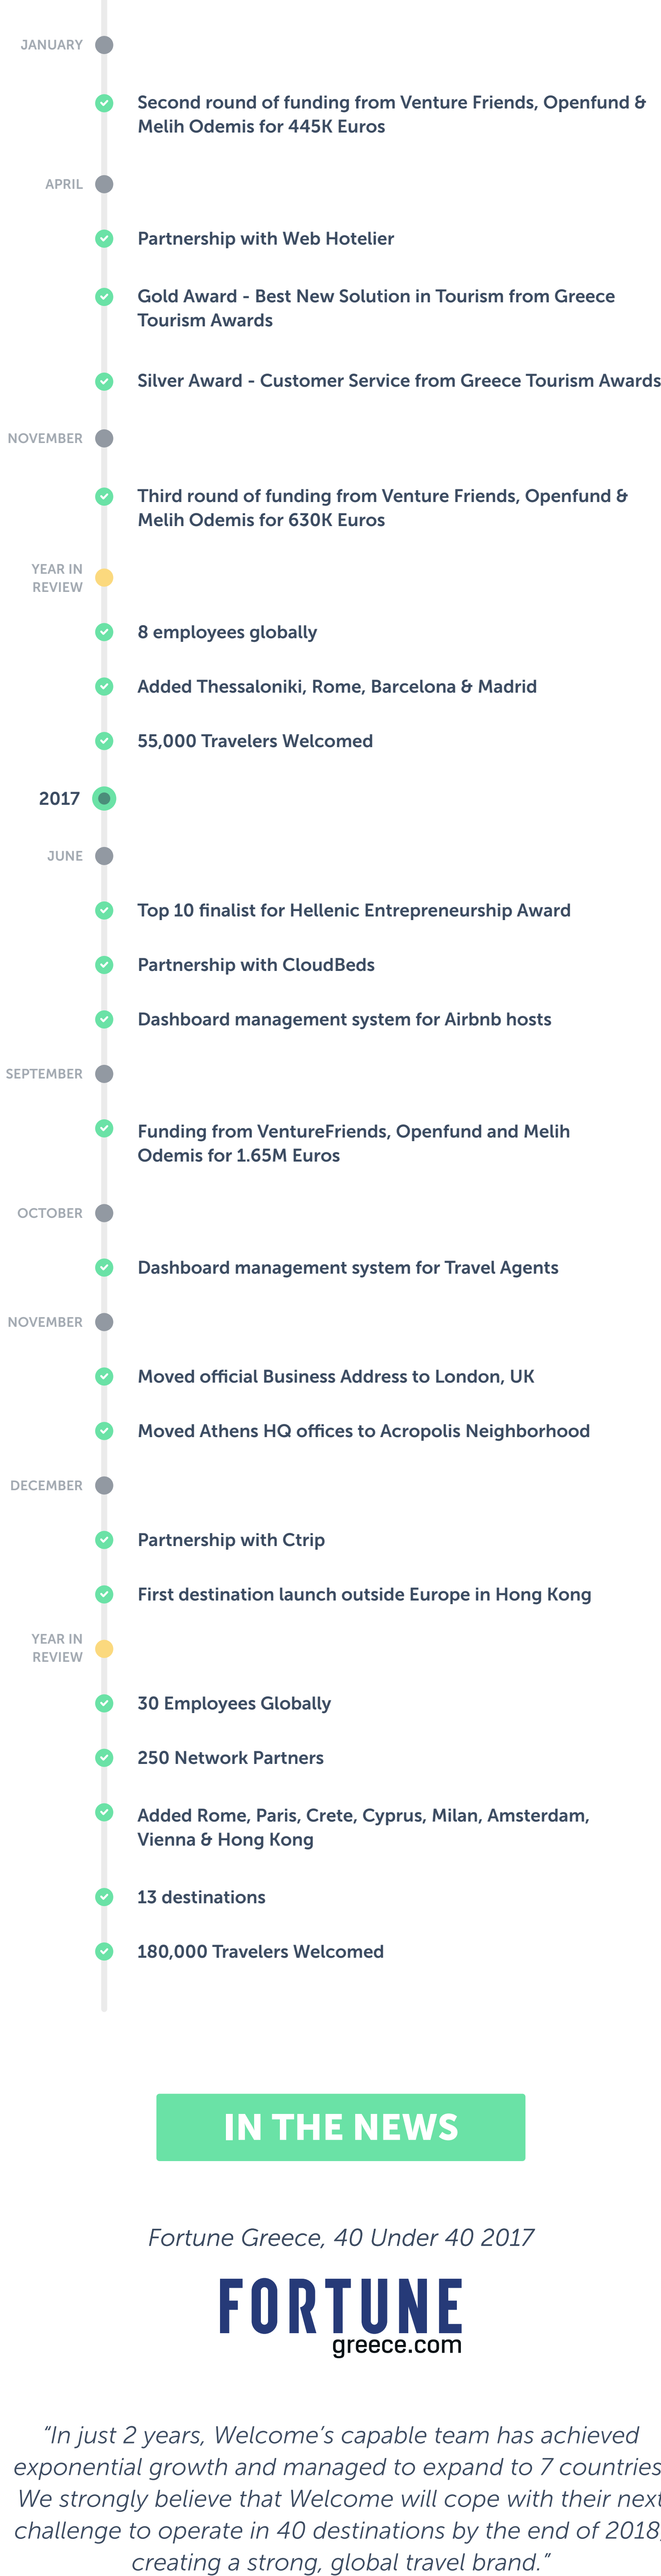 JANUARY
Second round of funding from Venture Friends, Openfund &
Melih Odemis for 445K Euros
APRIL
Partnership with Web Hotelier
Gold Award - Best New Solution in Tourism from Greece
Tourism Awards
Silver Award - Customer Service from Greece Tourism Awards
NOVEMBER
Third round of funding from Venture Friends, Openfund &
Melih Odemis for 630K Euros
YEAR IN
REVIEW
8 employees globally
Added Thessaloniki, Rome, Barcelona & Madrid
55,000 Travelers Welcomed
2017
JUNE
Top 10 finalist for Hellenic Entrepreneurship Award
Partnership with CloudBeds
Dashboard management system for Airbnb hosts
SEPTEMBER
Funding from VentureFriends, Openfund and Melih
Odemis for 1.65M Euros
OCTOBER
Dashboard management system for Travel Agents
NOVEMBER
Moved official Business Address to London, UK
Moved Athens HQ offices to Acropolis Neighborhood
DECEMBER
Partnership with Ctrip
First destination launch outside Europe in Hong Kong
YEAR IN
REVIEW
30 Employees Globally
250 Network Partners
Added Rome, Paris, Crete, Cyprus, Milan, Amsterdam,
Vienna & Hong Kong
13 destinations
180,000 Travelers Welcomed
IN THE NEWS
Fortune Greece, 40 Under 40 2017
FORTUNE
greece.com
“In just 2 years, Welcome’s capable team has achieved
exponential growth and managed to expand to 7 countries
We strongly believe that Welcome will cope with their next
challenge to operate in 40 destinations by the end of 2018,
creating a strong, global travel brand.”